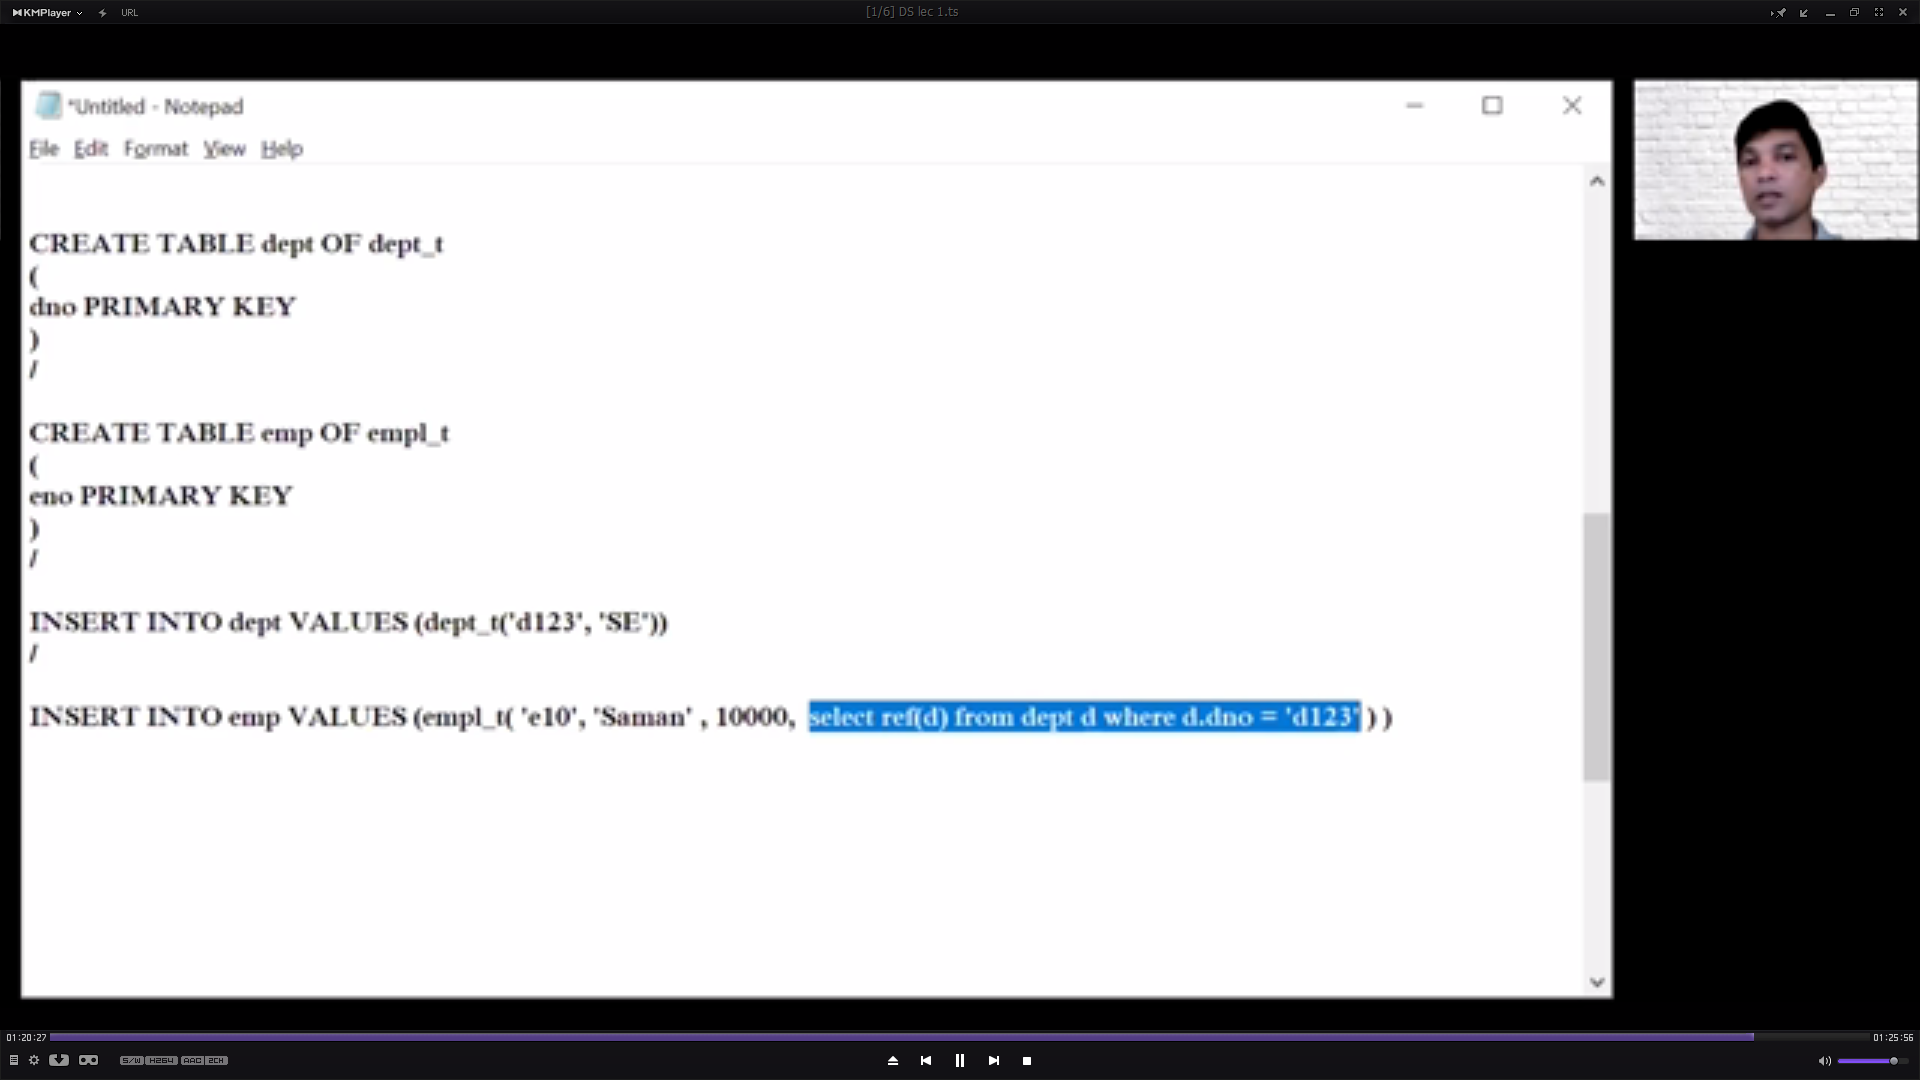 KMPlayer
URL
[1/6] DS lec 1.ts
*Untitled - Notepad
File Edit Format View Help
CREATE TABLE dept OF dept_t
(
dno PRIMARY KEY
)
/
CREATE TABLE emp OF empl_t
(
eno PRIMARY KEY
)
/
INSERT INTO dept VALUES (dept_t('d123', 'SE'))
/
INSERT INTO emp VALUES (empl_t( 'e10', 'Saman' , 10000, select ref(d) from dept d where d.dno = 'd123' ) )
01:20:27
01:25:56
S/W H264 AAC 2CH